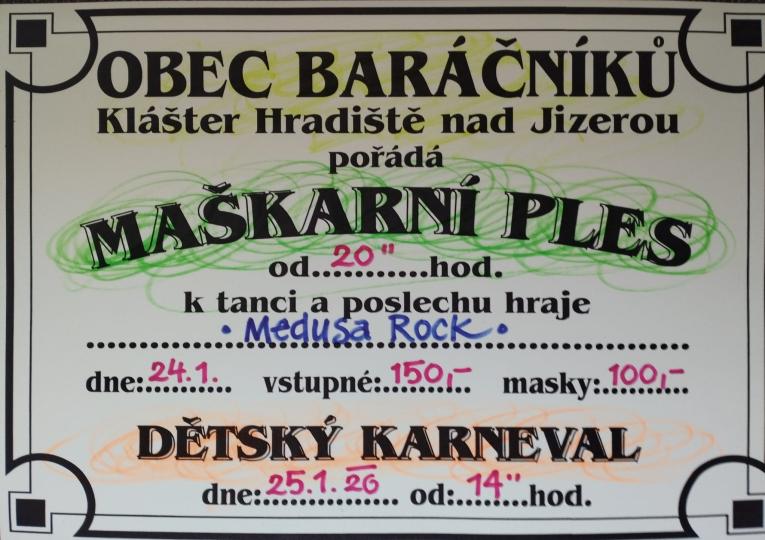 OBEC BARÁČNÍKŮ
Klášter Hradiště nad Jizerou
pořádá
MAŠKARNÍ PLES
od...20"...........hod.
k tanci a poslechu hraje
• Medusa Rock •
dne:24.1. vstupné:150,- masky:100,-
DĚTSKÝ KARNEVAL
dne:25.1.26 od:14"hod.